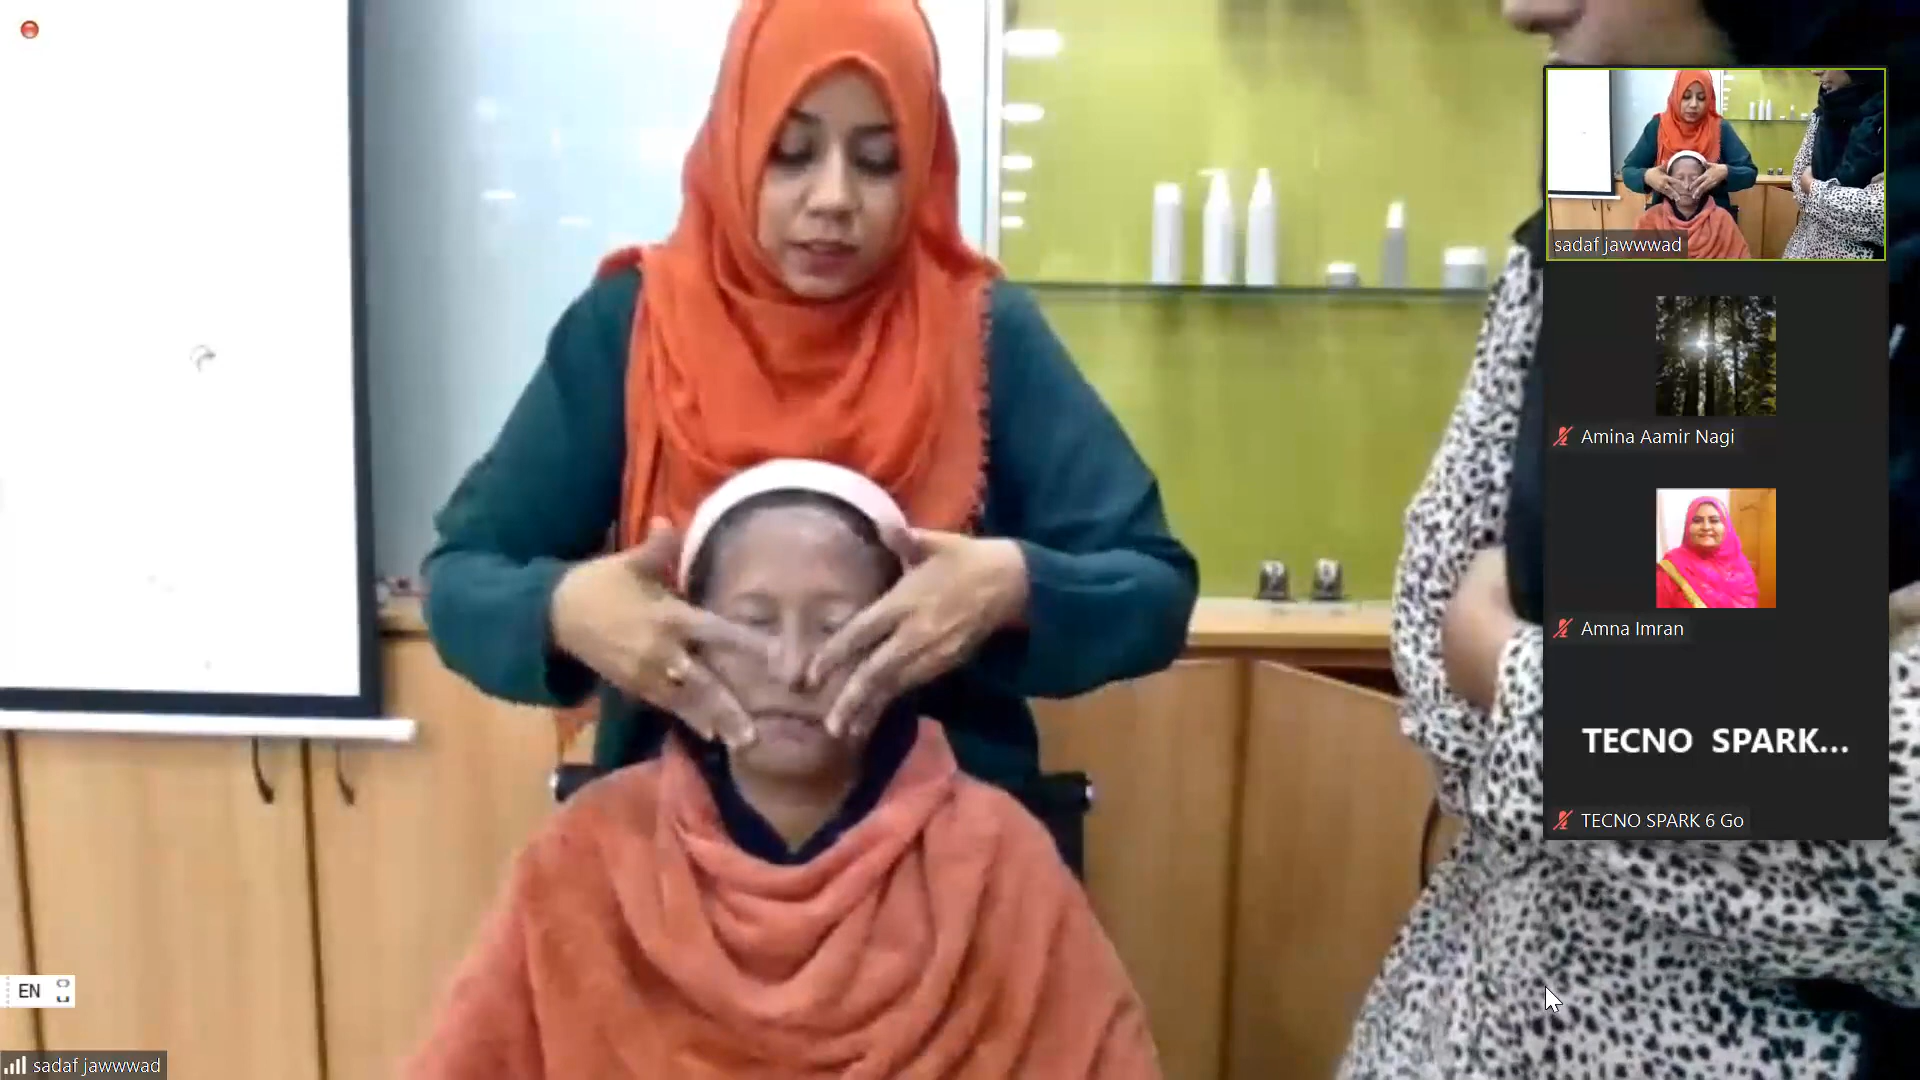 sadaf jawwwad
Amina Aamir Nagi
Amna Imran
TECNO SPARK...
TECNO SPARK 6 Go
EN
sadaf jawwwad